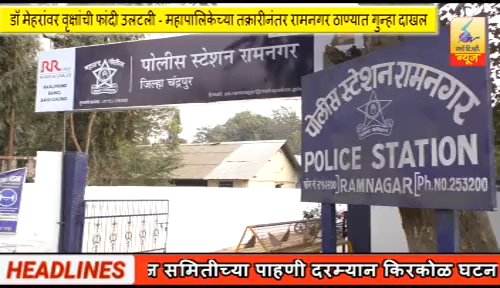 डॉ मेहरांवर वृक्षांची फांदी उलटली - महापालिकेच्या तक्रारीनंतर रामनगर ठाण्यात गुन्हा दाखल
न्यूज
RR
पोलीस स्टेशन रामनगर
जिल्हा चंद्रपूर
पोलीस स्टेशन रामनगर
POLICE STATION
RAMNAGAR [Ph.NO.253200]
HEADLINES
समितीच्या पाहणी दरम्यान किरकोळ घटन